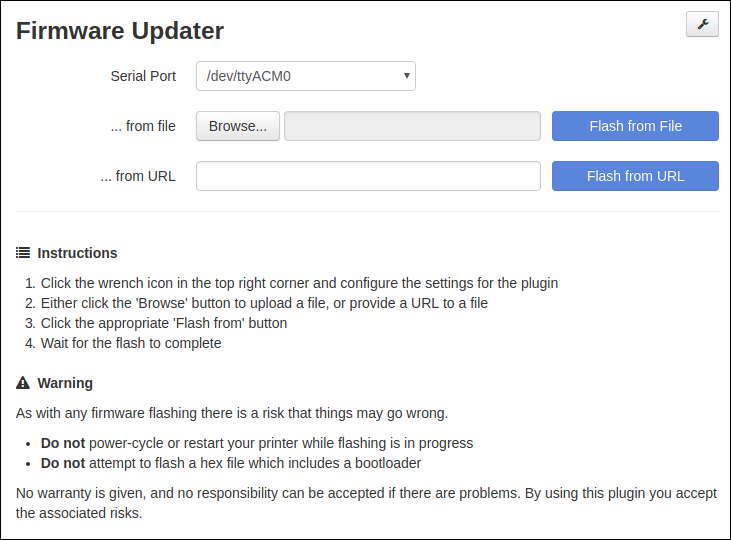 Firmware Updater
Serial Port /dev/ttyACM0
... from file Browse... Flash from File
... from URL Flash from URL
Instructions
1. Click the wrench icon in the top right corner and configure the settings for the plugin
2. Either click the 'Browse' button to upload a file, or provide a URL to a file
3. Click the appropriate 'Flash from' button
4. Wait for the flash to complete
Warning
As with any firmware flashing there is a risk that things may go wrong.
• Do not power-cycle or restart your printer while flashing is in progress
• Do not attempt to flash a hex file which includes a bootloader
No warranty is given, and no responsibility can be accepted if there are problems. By using this plugin you accept
the associated risks.